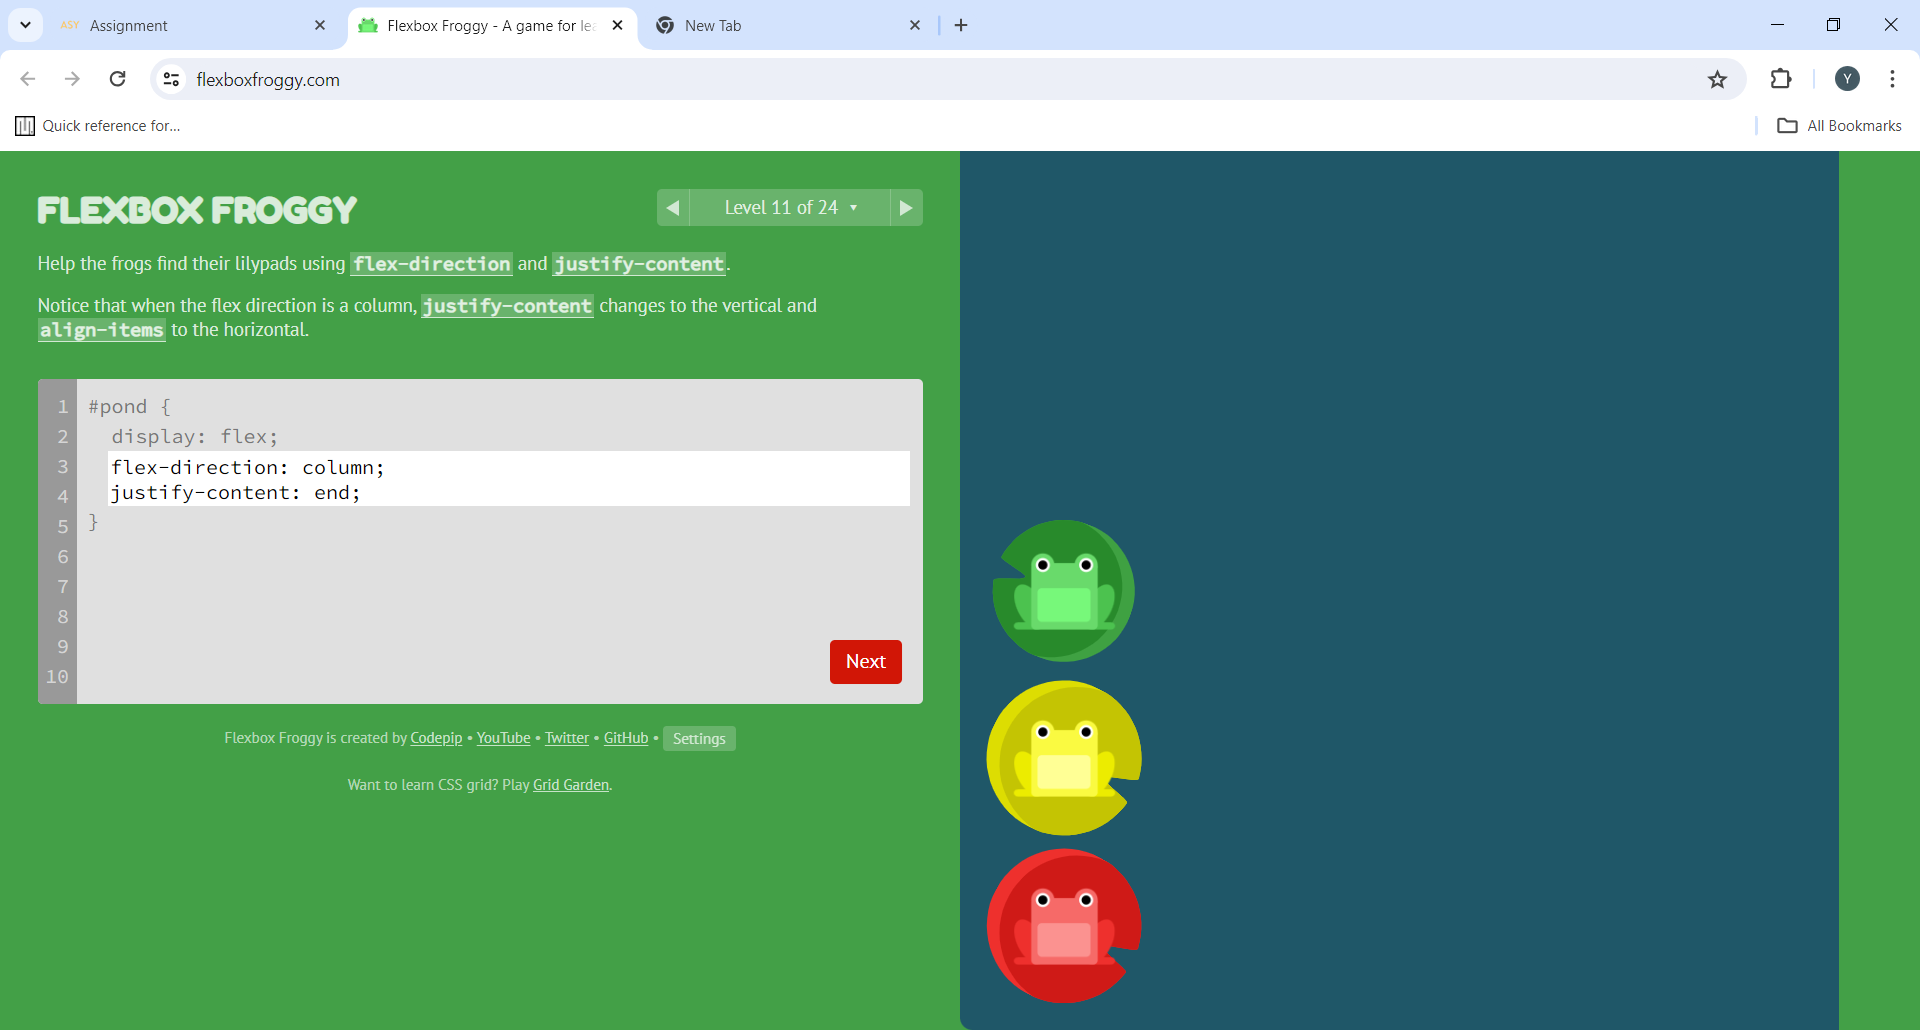 ASY Assignment
Flexbox Froggy - A game for lea
New Tab
flexboxfroggy.com
Y
Quick reference for...
All Bookmarks
FLEXBOX FROGGY
Level 11 of 24
Help the frogs find their lilypads using flex-direction and justify-content.
Notice that when the flex direction is a column, justify-content changes to the vertical and
align-items to the horizontal.
1 #pond {
2 display: flex;
3 flex-direction: column;
4 justify-content: end;
5 }
6
7
8
9
10
Next
Flexbox Froggy is created by Codepip • YouTube • Twitter • GitHub • Settings
Want to learn CSS grid? Play Grid Garden.